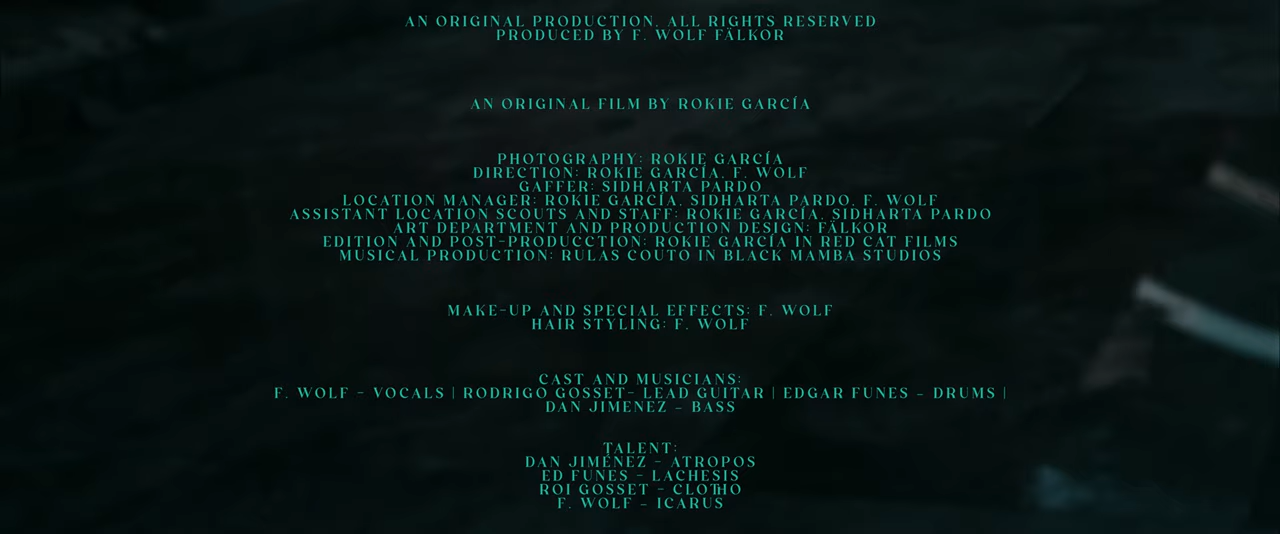 AN ORIGINAL PRODUCTION. ALL RIGHTS RESERVED
PRODUCED BY F. WOLF FÄLKOR
AN ORIGINAL FILM BY ROKIE GARCÍA
PHOTOGRAPHY: ROKIE GARCÍA
DIRECTION: ROKIE GARCÍA, F. WOLF
GAFFER: SIDHARTA PARDO
LOCATION MANAGER: ROKIE GARCÍA, SIDHARTA PARDO, F. WOLF
ASSISTANT LOCATION SCOUTS AND STAFF: ROKIE GARCÍA, SIDHARTA PARDO
ART DEPARTMENT AND PRODUCTION DESIGN: FÄLKOR
EDITION AND POST-PRODUCCTION: ROKIE GARCÍA IN RED CAT FILMS
MUSICAL PRODUCTION: RULAS COUTO IN BLACK MAMBA STUDIOS
MAKE-UP AND SPECIAL EFFECTS: F. WOLF
HAIR STYLING: F. WOLF
CAST AND MUSICIANS:
F. WOLF - VOCALS | RODRIGO GOSSET- LEAD GUITAR | EDGAR FUNES - DRUMS |
DAN JIMENEZ - BASS
TALENT:
DAN JIMÉNEZ - ATROPOS
ED FUNES - LACHESIS
ROI GOSSET - CLOTHO
F. WOLF - ICARUS